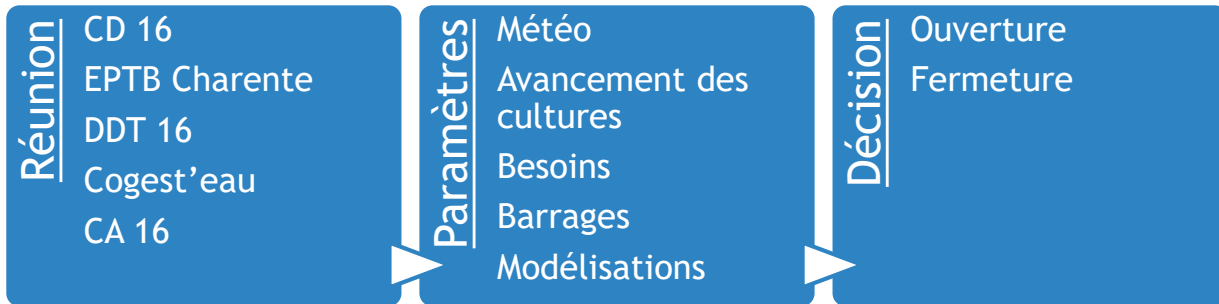 Réunion
CD 16
EPTB Charente
DDT 16
Cogest’eau
CA 16
Paramètres
Météo
Avancement des
cultures
Besoins
Barrages
Modélisations
Décision
Ouverture
Fermeture